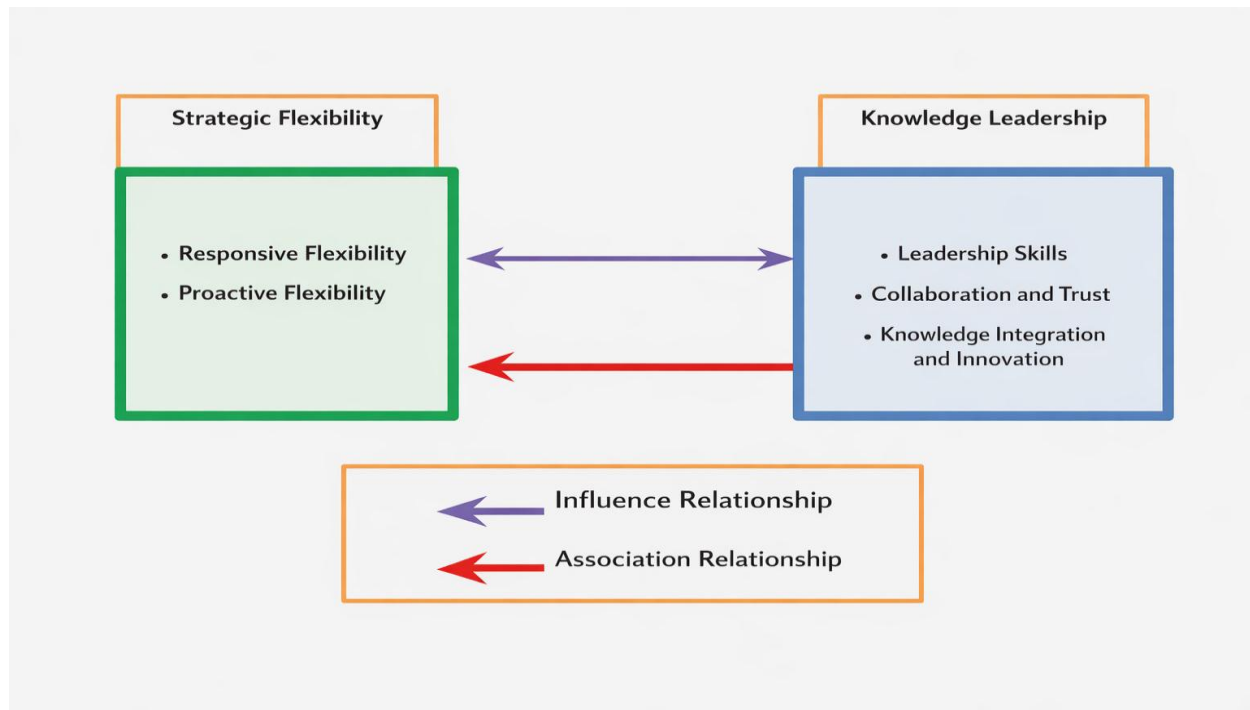 Strategic Flexibility
Knowledge Leadership
• Responsive Flexibility
• Proactive Flexibility
• Leadership Skills
• Collaboration and Trust
• Knowledge Integration
and Innovation
Influence Relationship
Association Relationship